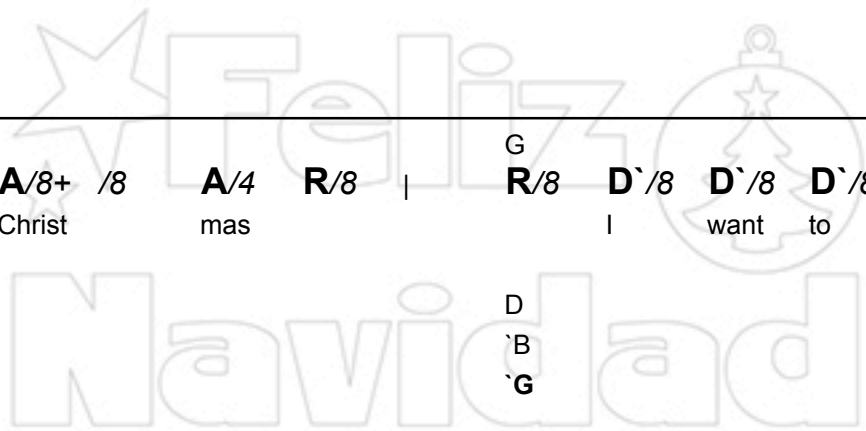 Feliz
G
A/8+ /8 A/4 R/8 | R/8 D`/8 D`/8 D`/8
Christ mas I want to
Navidad
D
`B
`G